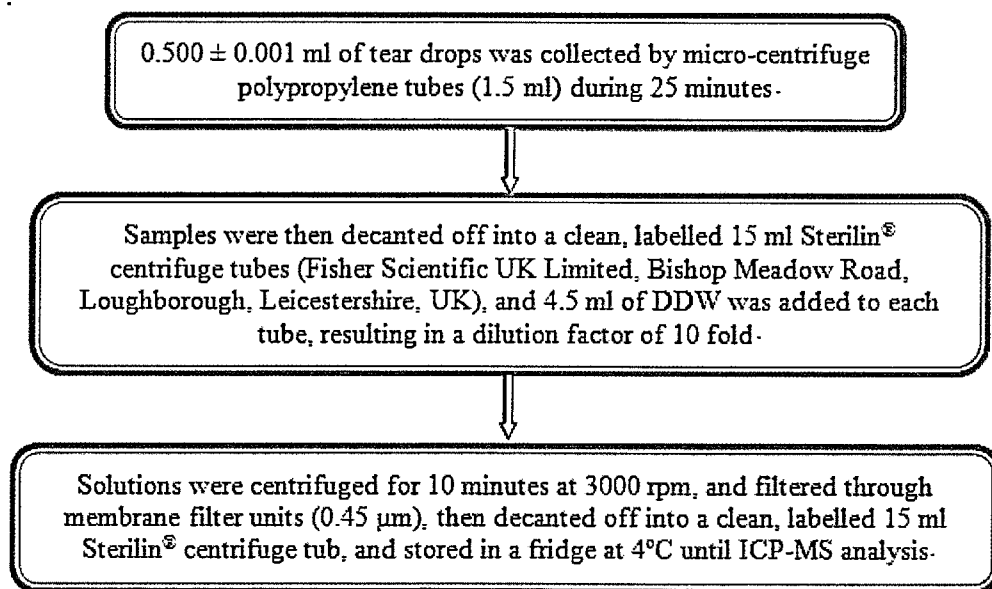 0.500 ± 0.001 ml of tear drops was collected by micro-centrifuge
polypropylene tubes (1.5 ml) during 25 minutes.
Samples were then decanted off into a clean, labelled 15 ml Sterilin®
centrifuge tubes (Fisher Scientific UK Limited, Bishop Meadow Road,
Loughborough, Leicestershire, UK), and 4.5 ml of DDW was added to each
tube, resulting in a dilution factor of 10 fold.
Solutions were centrifuged for 10 minutes at 3000 rpm, and filtered through
membrane filter units (0.45 µm), then decanted off into a clean, labelled 15 ml
Sterilin® centrifuge tub, and stored in a fridge at 4ºC until ICP-MS analysis.